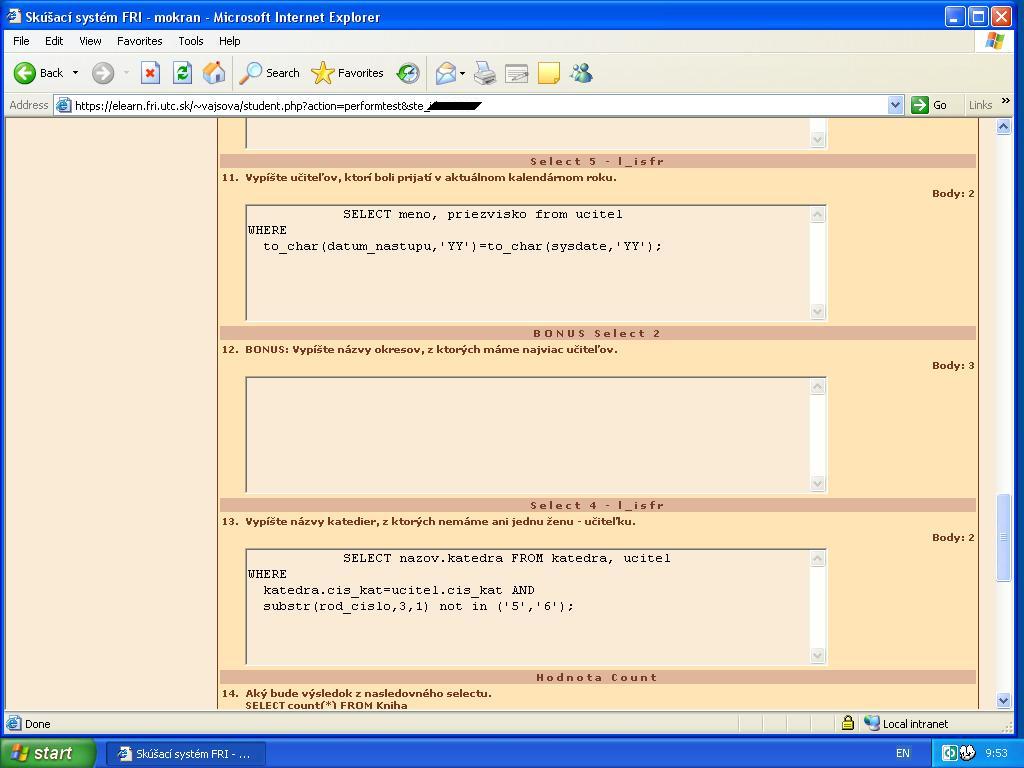 Skúšací systém FRI - mokran - Microsoft Internet Explorer
File Edit View Favorites Tools Help
Back Search Favorites
Address https://elearn.fri.utc.sk/~vajsova/student.php?action=performtest&ste_ Go Links »
Select 5 - l_isfr
11. Vypíšte učiteľov, ktorí boli prijatí v aktuálnom kalendárnom roku.
Body: 2
SELECT meno, priezvisko from ucitel
WHERE
to_char(datum_nastupu,'YY')=to_char(sysdate,'YY');
BONUS Select 2
12. BONUS: Vypíšte názvy okresov, z ktorých máme najviac učiteľov.
Body: 3
Select 4 - l_isfr
13. Vypíšte názvy katedier, z ktorých nemáme ani jednu ženu - učiteľku.
Body: 2
SELECT nazov.katedra FROM katedra, ucitel
WHERE
katedra.cis_kat=ucitel.cis_kat AND
substr(rod_cislo,3,1) not in ('5','6');
Hodnota Count
14. Aký bude výsledok z nasledovného selectu.
SELECT count(*) FROM Kniha
Done Local intranet
start Skúšací systém FRI - ... EN 9:53